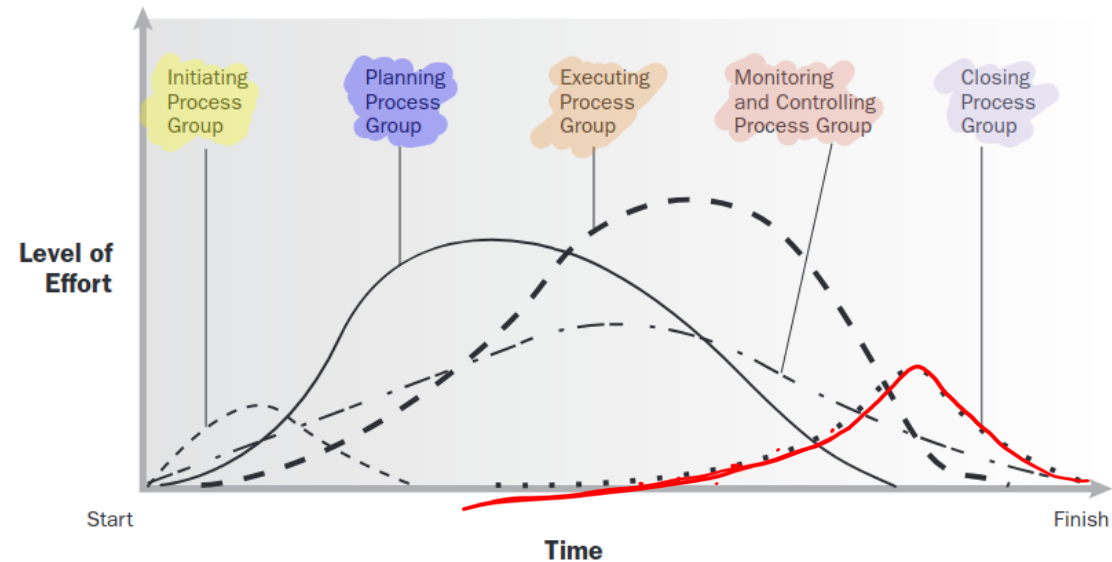 Initiating
Process
Group
Planning
Process
Group
Executing
Process
Group
Monitoring
and Controlling
Process Group
Closing
Process
Group
Level of
Effort
Start
Finish
Time